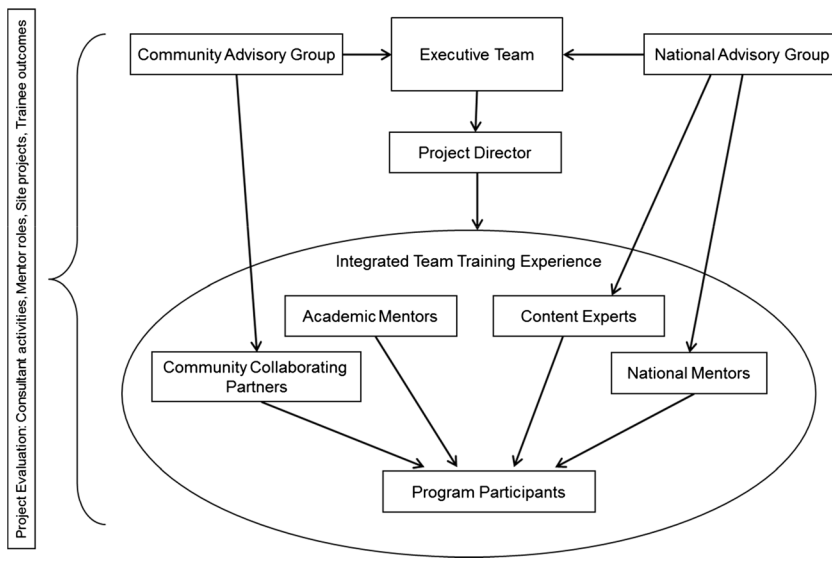 Project Evaluation: Consultant activities, Mentor roles, Site projects, Trainee outcomes
Community Advisory Group
Executive Team
National Advisory Group
Project Director
Integrated Team Training Experience
Academic Mentors
Content Experts
Community Collaborating
Partners
National Mentors
Program Participants